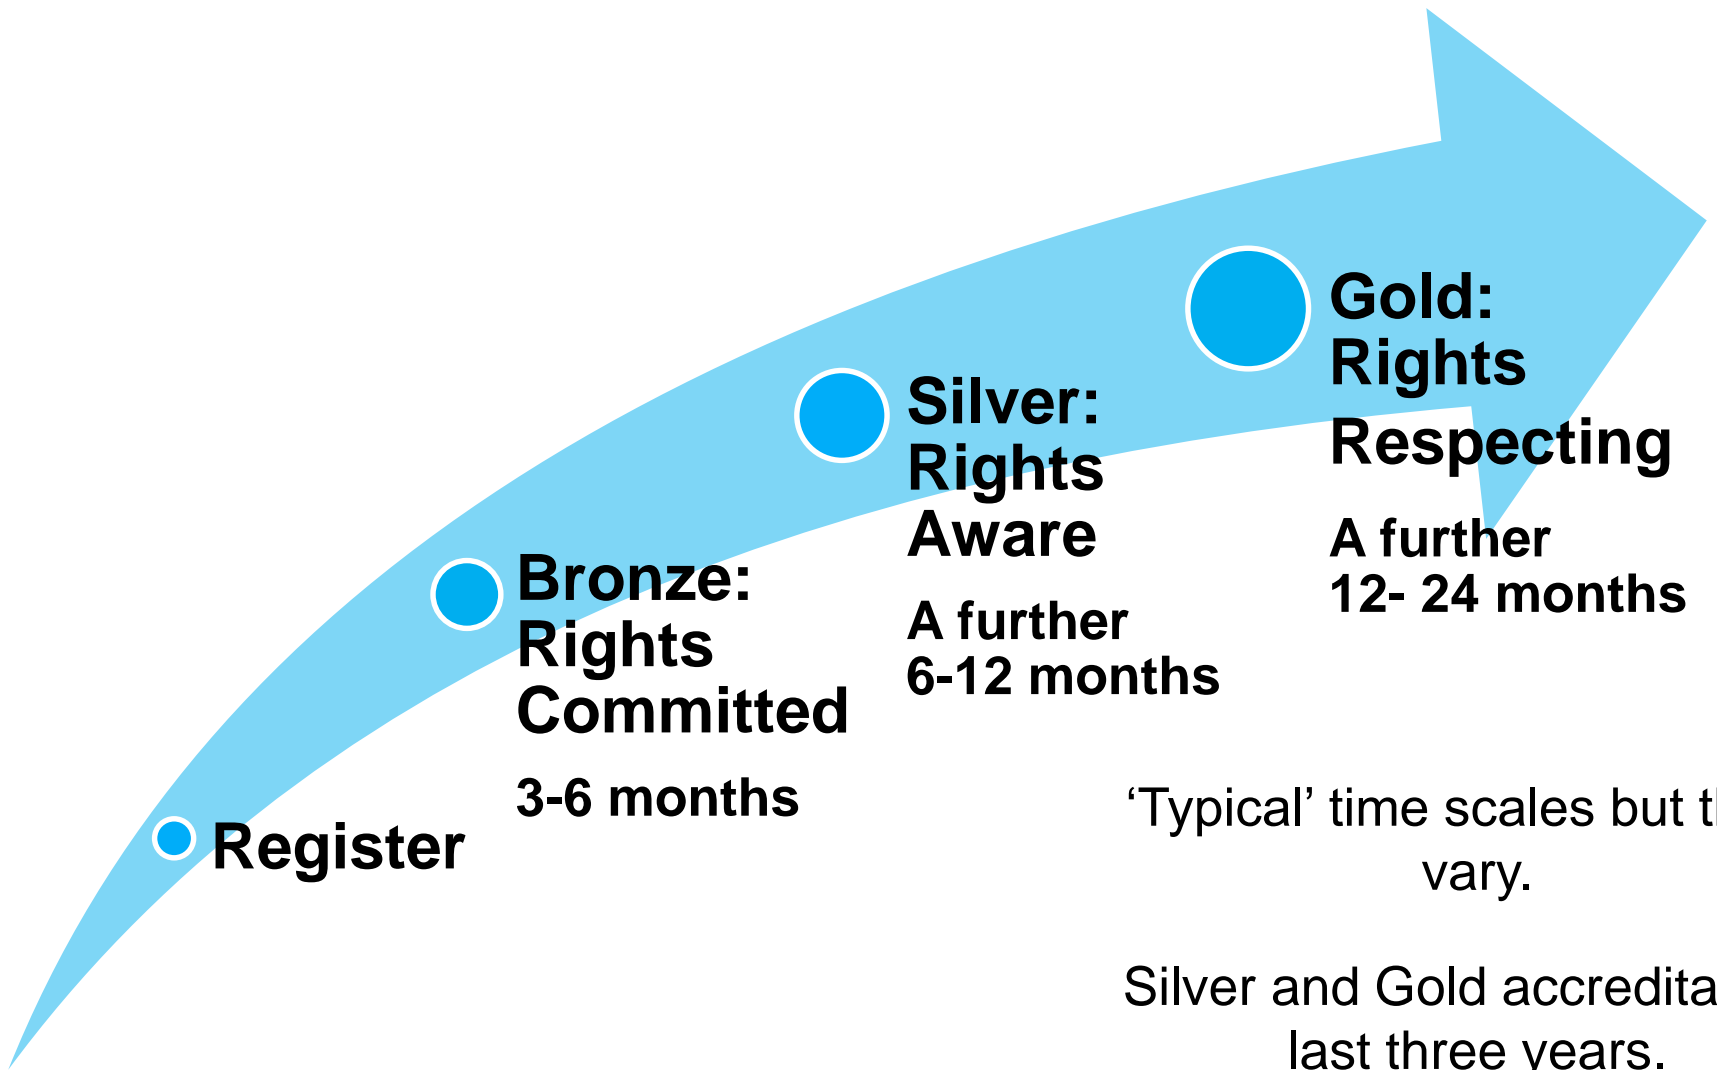 Gold:
Rights
Respecting
A further
12- 24 months
Silver:
Rights
Aware
A further
6-12 months
Bronze:
Rights
Committed
3-6 months
Register
‘Typical’ time scales but
vary.
Silver and Gold
last three years.